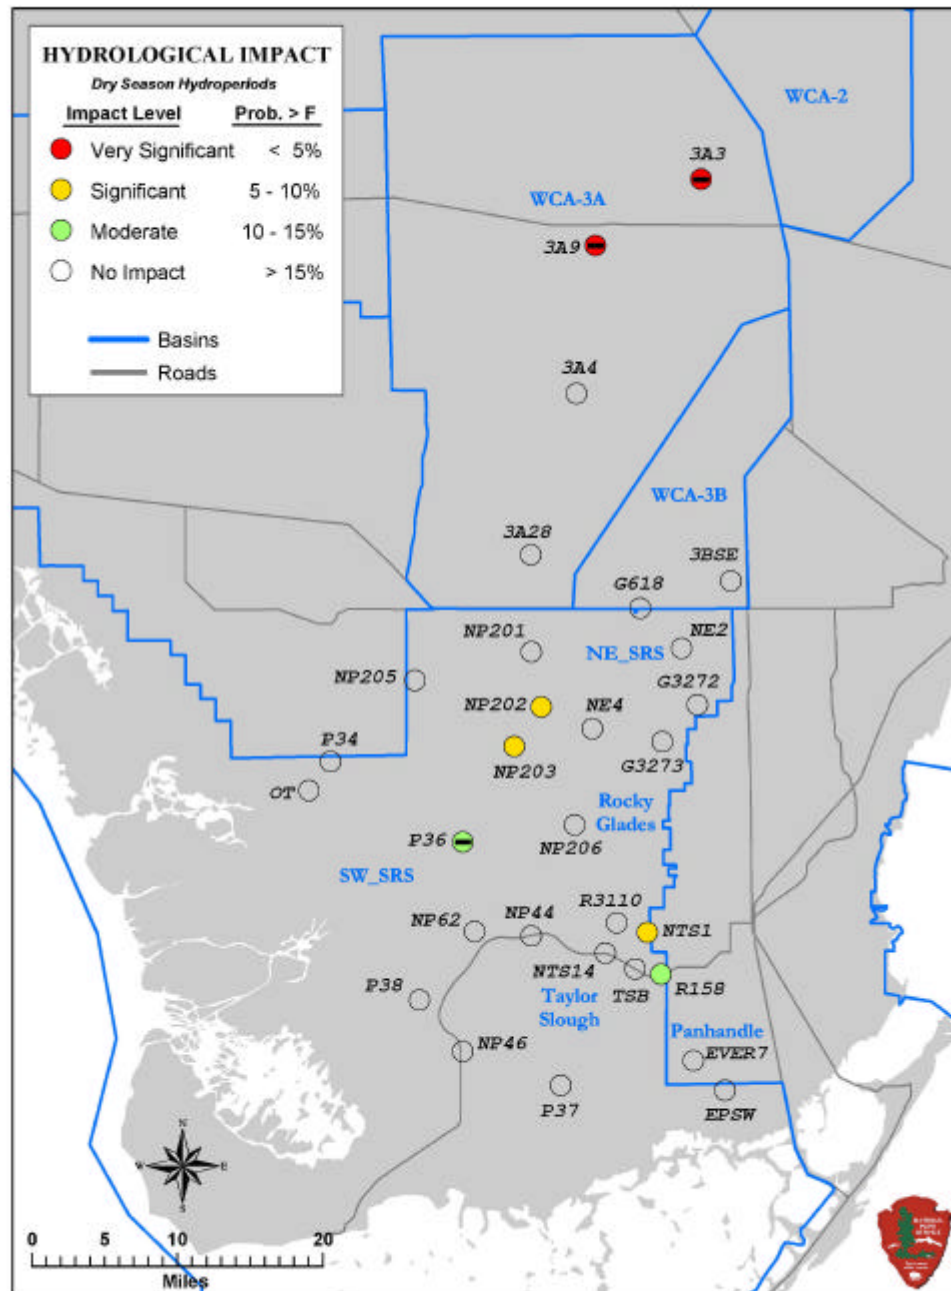 HYDROLOGICAL IMPACT
Dry Season Hydroperiods
Impact Level Prob. > F
Very Significant < 5%
Significant 5 - 10%
Moderate 10 - 15%
No Impact > 15%
Basins
Roads
WCA-2
3A3
WCA-3A
3A9
3A4
WCA-3B
3A28
3BSE
G618
NP201
NE_SRS
NE2
NP205
G3272
NP202
NE4
P34
NP203
G3273
OT
Rocky
Glades
P36
NP206
SW_SRS
R3110
NP62
NP44
NTS1
NTS14
P38
TSB
R158
Taylor
Slough
Panhandle
NP46
EVER7
P37
EPSW
N
W E
S
0 5 10 20
Miles